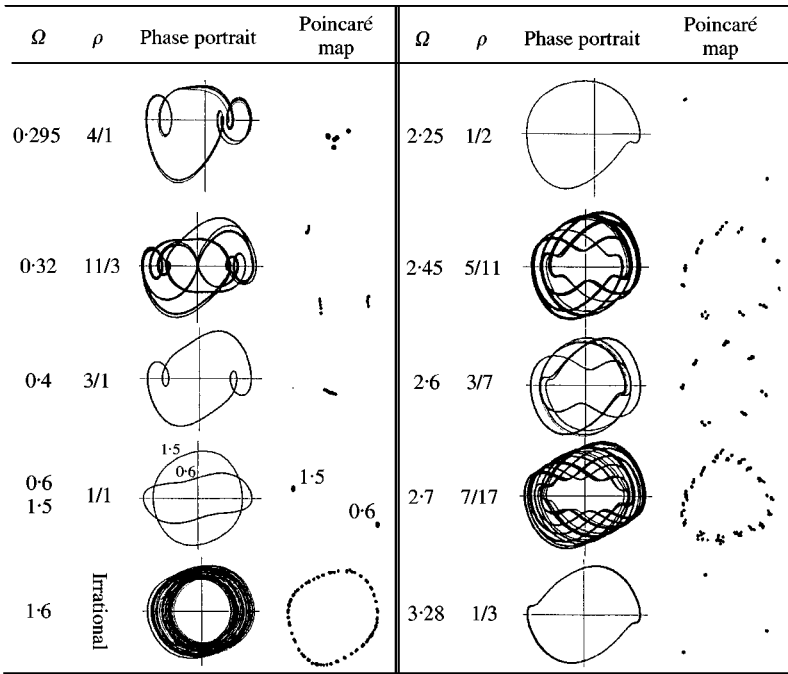 Ω ρ Phase portrait Poincaré map
0·295 4/1
0·32 11/3
0·4 3/1
0·6 1·5 1/1 1·5 0·6 1·5 0·6
1·6 Irrational
Ω ρ Phase portrait Poincaré map
2·25 1/2
2·45 5/11
2·6 3/7
2·7 7/17
3·28 1/3